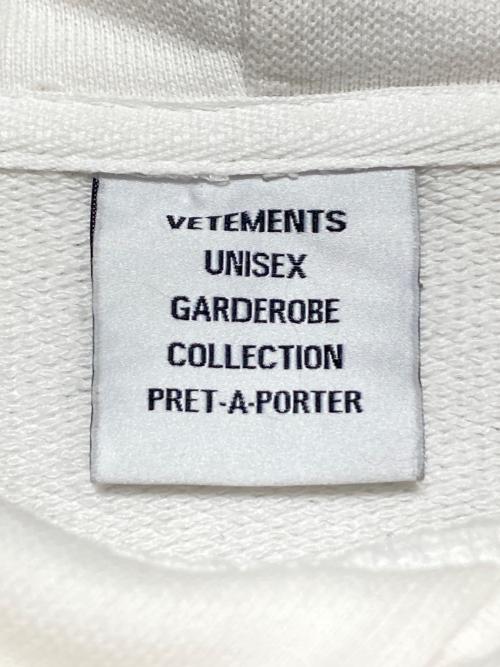 VETEMENTS
UNISEX
GARDEROBE
COLLECTION
PRET-A-PORTER